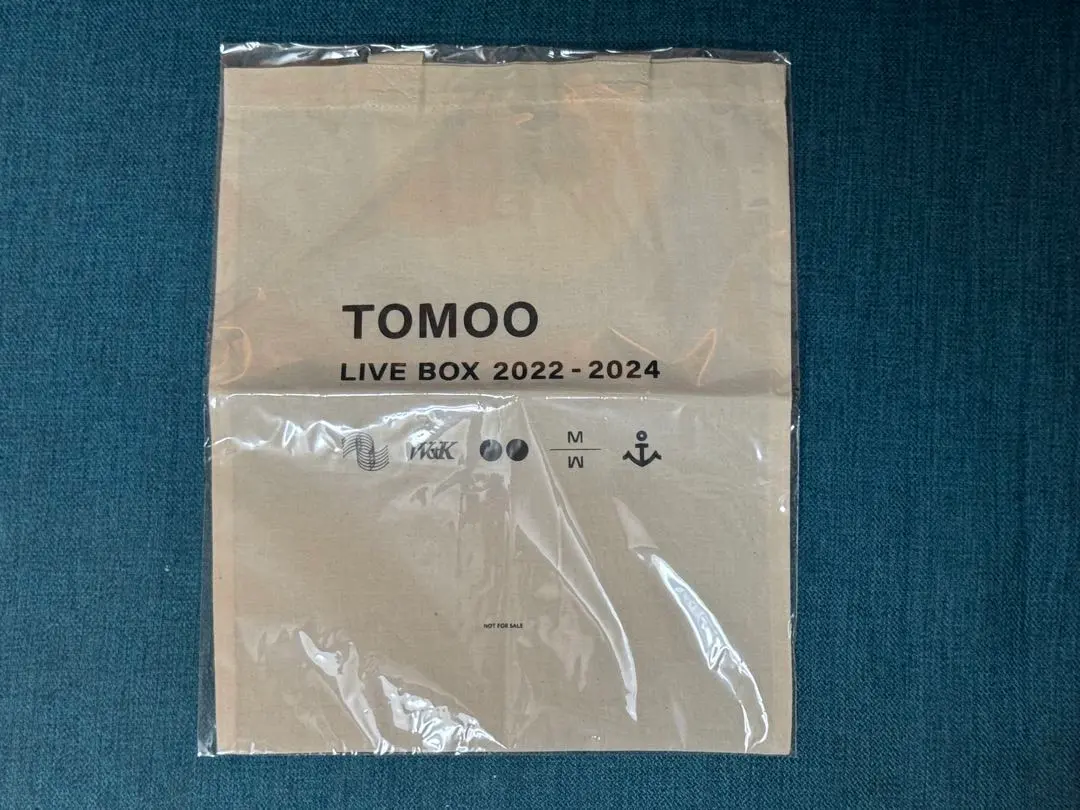 TOMOO
LIVE BOX 2022 - 2024
W&K
M
M
NOT FOR SALE